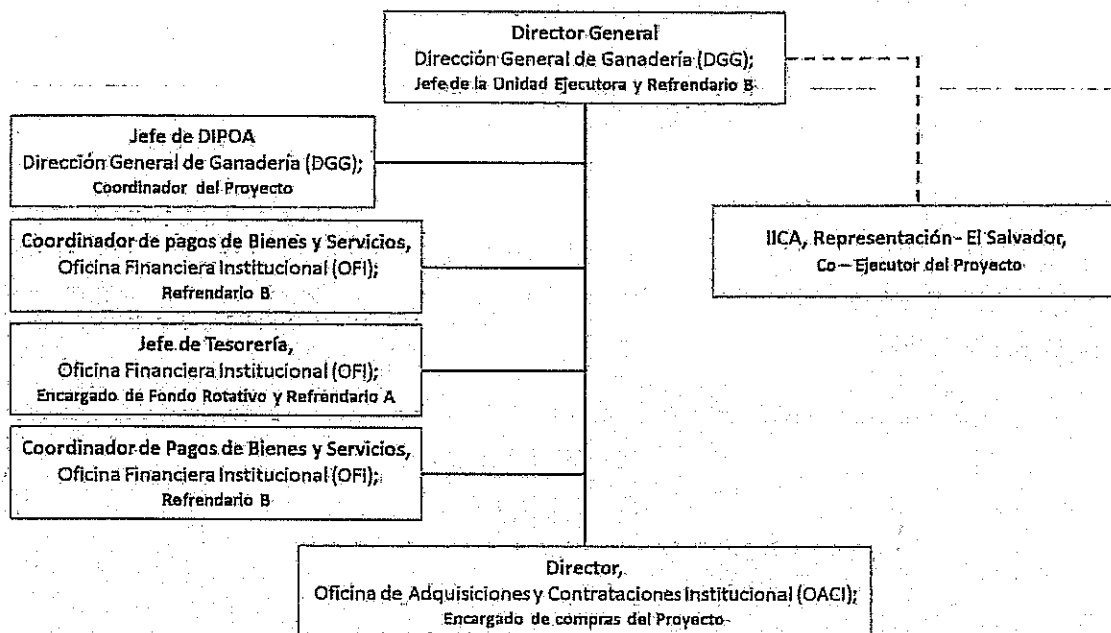 Director General
Dirección General de Ganadería (DGG);
Jefe de la Unidad Ejecutora y Refrendario B
Jefe de DIPOA
Dirección General de Ganadería (DGG);
Coordinador del Proyecto
Coordinador de pagos de Bienes y Servicios,
Oficina Financiera Institucional (OFI);
Refrendario B
IICA, Representación- El Salvador,
Co- Ejecutor del Proyecto
Jefe de Tesorería,
Oficina Financiera Institucional (OFI);
Encargado de Fondo Rotativo y Refrendario A
Coordinador de Pagos de Bienes y Servicios,
Oficina Financiera Institucional (OFI);
Refrendario B
Director,
Oficina de Adquisiciones y Contrataciones Institucional (OACI);
Encargado de compras del Proyecto